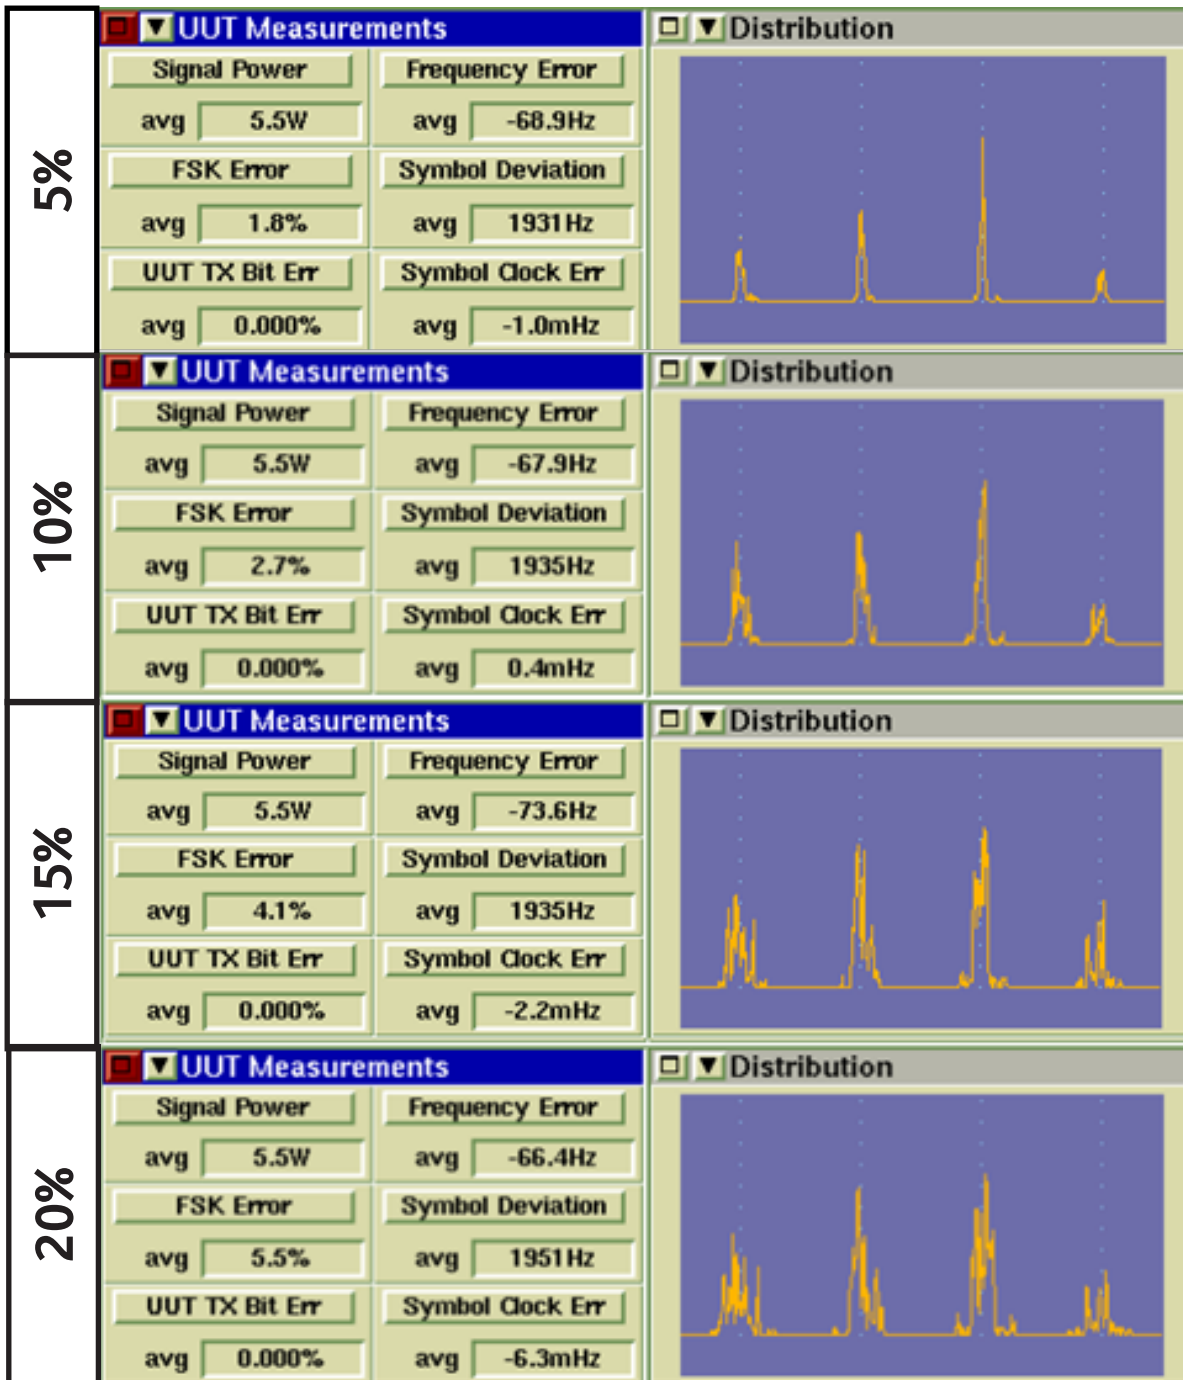 5%
UUT Measurements
Distribution
Signal Power Frequency Error
avg 5.5W avg -68.9Hz
FSK Error Symbol Deviation
avg 1.8% avg 1931Hz
UUT TX Bit Err Symbol Clock Err
avg 0.000% avg -1.0mHz
10%
UUT Measurements
Distribution
Signal Power Frequency Error
avg 5.5W avg -67.9Hz
FSK Error Symbol Deviation
avg 2.7% avg 1935Hz
UUT TX Bit Err Symbol Clock Err
avg 0.000% avg 0.4mHz
15%
UUT Measurements
Distribution
Signal Power Frequency Error
avg 5.5W avg -73.6Hz
FSK Error Symbol Deviation
avg 4.1% avg 1935Hz
UUT TX Bit Err Symbol Clock Err
avg 0.000% avg -2.2mHz
20%
UUT Measurements
Distribution
Signal Power Frequency Error
avg 5.5W avg -66.4Hz
FSK Error Symbol Deviation
avg 5.5% avg 1951Hz
UUT TX Bit Err Symbol Clock Err
avg 0.000% avg -6.3mHz